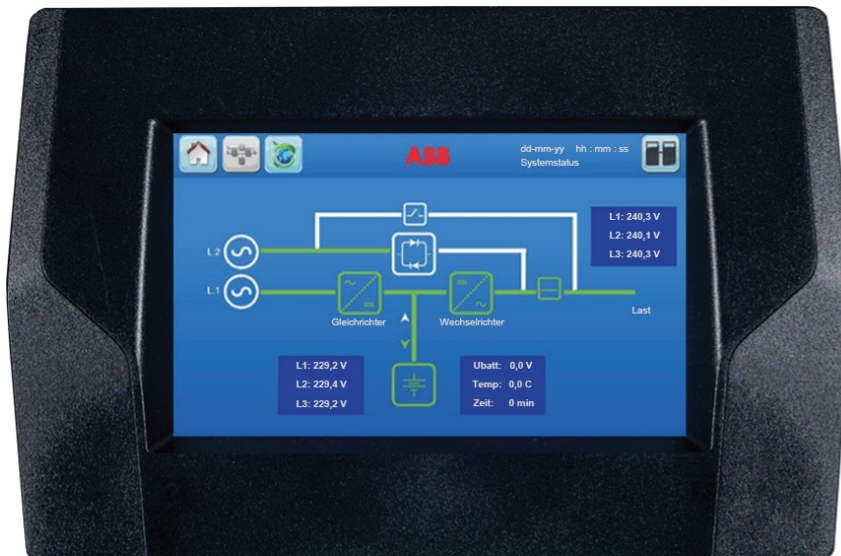 ABB
dd-mm-yy hh : mm : ss
Systemstatus
L1: 240,3 V
L2: 240,1 V
L3: 240,3 V
L2
L1
Gleichrichter
Wechselrichter
Last
L1: 229,2 V
L2: 229,4 V
L3: 229,2 V
Ubatt: 0,0 V
Temp: 0,0 C
Zeit: 0 min